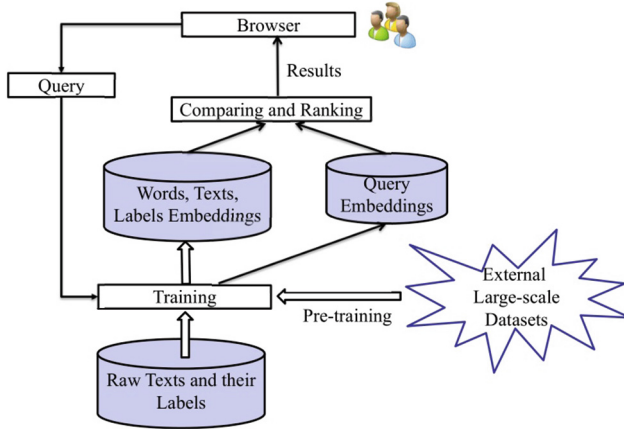 Browser
Query
Results
Comparing and Ranking
Words, Texts,
Labels Embeddings
Query
Embeddings
Training
Pre-training
External
Large-scale
Datasets
Raw Texts and their
Labels